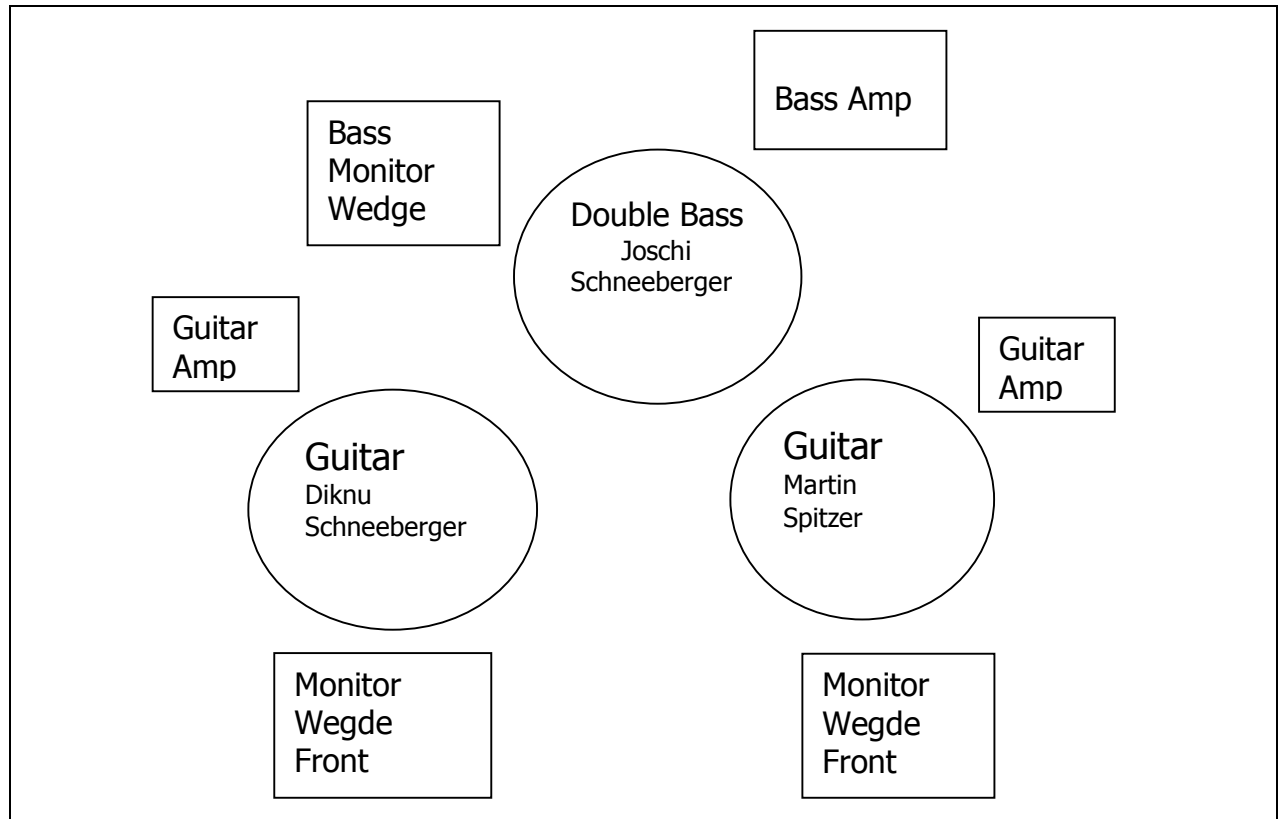 Bass Amp
Bass
Monitor
Wedge
Double Bass
Joschi
Schneeberger
Guitar
Amp
Guitar
Amp
Guitar
Diknu
Schneeberger
Guitar
Martin
Spitzer
Monitor
Wegde
Front
Monitor
Wegde
Front